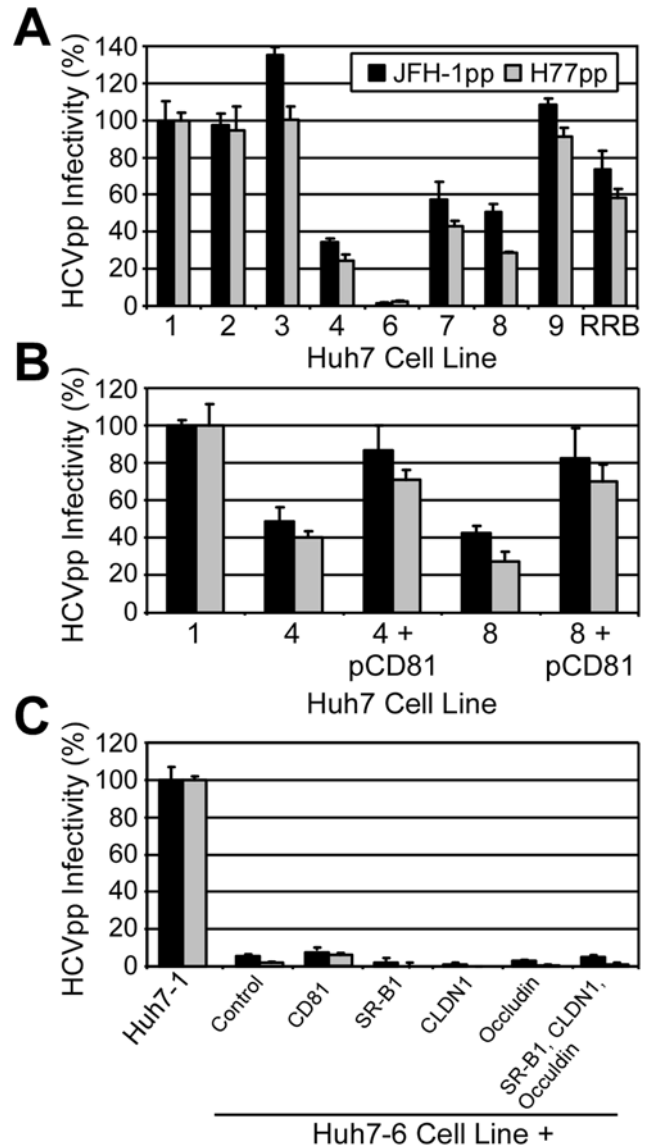 A
HCVpp Infectivity (%)
140
120
100
80
60
40
20
0
JFH-1pp H77pp
1 2 3 4 6 7 8 9 RRB
Huh7 Cell Line
B
HCVpp Infectivity (%)
120
100
80
60
40
20
0
1 4 4 + 8 8 +
pCD81 pCD81
Huh7 Cell Line
C
HCVpp Infectivity (%)
120
100
80
60
40
20
0
Huh7-1
Control
CD81
SR-B1
CLDN1
Occludin
SR-B1, CLDN1,
Occuldin
Huh7-6 Cell Line +